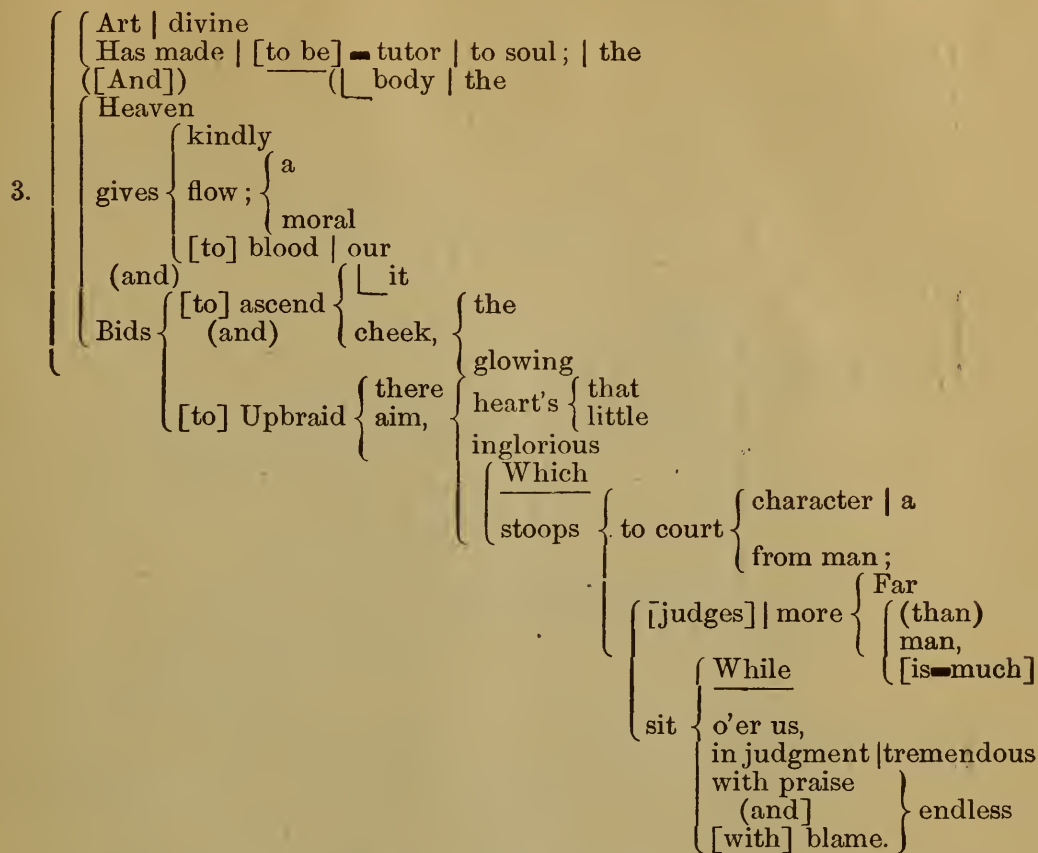 Art | divine
Has made | [to be] - tutor | to soul; | the
([And]) (|_ body | the
Heaven
kindly
a
3. gives flow;
moral
[to] blood | our
(and) |_ it
[to] ascend the
Bids (and) cheek,
glowing
there that
[to] Upbraid aim, heart's little
inglorious
Which
stoops to court character | a
from man;
Far
[judges] | more (than)
man,
While [is-much]
sit o'er us,
in judgment | tremendous
with praise
(and] endless
[with] blame.